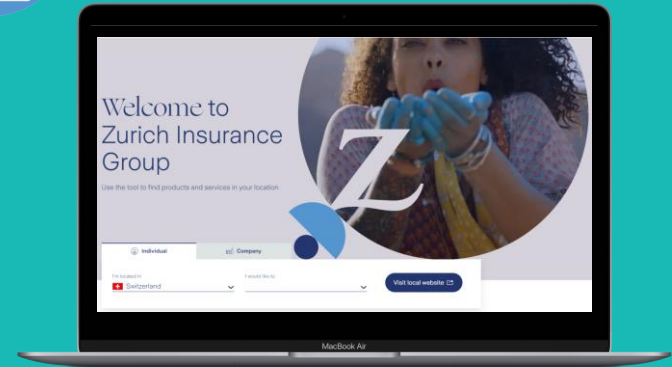 Welcome to
Zurich Insurance
Group
Use the tool to find products and services in your location
Z
Individual
Company
I'm located in
I would like to
Switzerland
Visit local website
MacBook Air